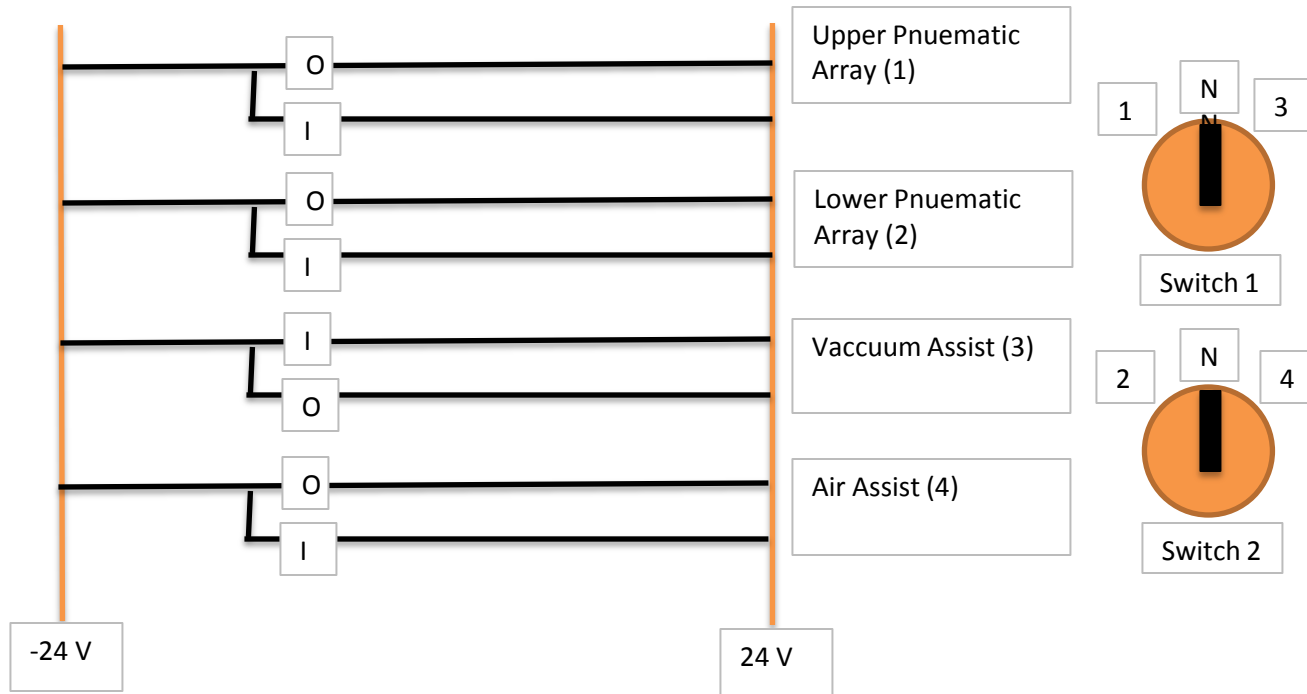 O
Upper Pnuematic
Array (1)
I
1
N
N
3
O
Lower Pnuematic
Array (2)
I
Switch 1
I
Vaccuum Assist (3)
O
2
N
4
O
Air Assist (4)
I
Switch 2
-24 V
24 V